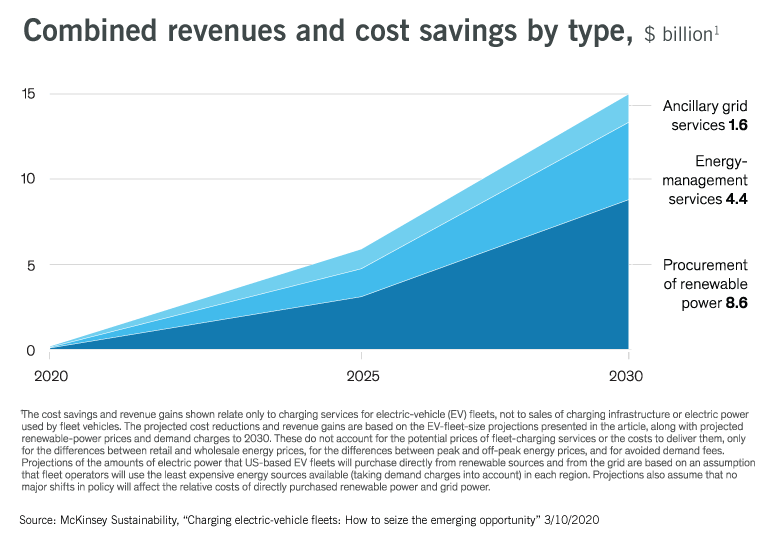 Combined revenues and cost savings by type, $ billion¹
15
10
5
0
2020
2025
2030
Ancillary grid
services 1.6
Energy-
management
services 4.4
Procurement
of renewable
power 8.6
¹The cost savings and revenue gains shown relate only to charging services for electric-vehicle (EV) fleets, not to sales of charging infrastructure or electric power
used by fleet vehicles. The projected cost reductions and revenue gains are based on the EV-fleet-size projections presented in the article, along with projected
renewable-power prices and demand charges to 2030. These do not account for the potential prices of fleet-charging services or the costs to deliver them, only
for the differences between retail and wholesale energy prices, for the differences between peak and off-peak energy prices, and for avoided demand fees.
Projections of the amounts of electric power that US-based EV fleets will purchase directly from renewable sources and from the grid are based on an assumption
that fleet operators will use the least expensive energy sources available (taking demand charges into account) in each region. Projections also assume that no
major shifts in policy will affect the relative costs of directly purchased renewable power and grid power.
Source: McKinsey Sustainability, “Charging electric-vehicle fleets: How to seize the emerging opportunity” 3/10/2020